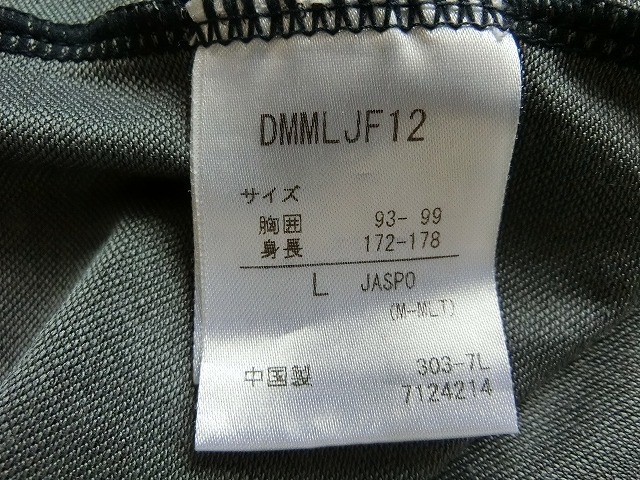 DMMLJF12
サイズ
胸囲 93- 99
身長 172-178
L JASPO
(M-MLT)
中国製 303-7L
7124214